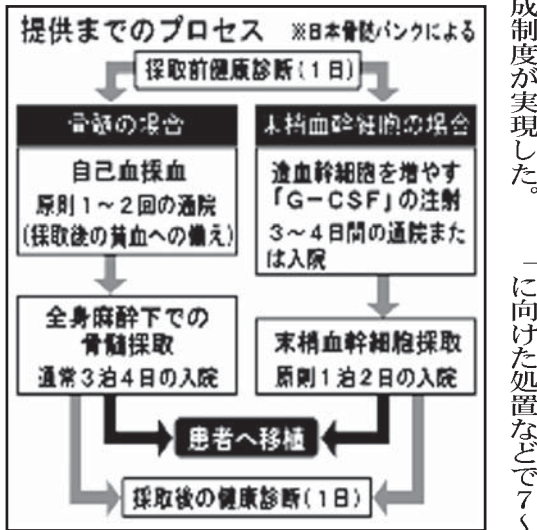 提供までのプロセス ※日本骨髄バンクによる
採取前健康診断(1日)
骨髄の場合
自己血採血
原則1〜2回の通院
(採取後の貧血への備え)
全身麻酔下での
骨髄採取
通常3泊4日の入院
末梢血幹細胞の場合
造血幹細胞を増やす
「G-CSF」の注射
3〜4日間の通院また
は入院
末梢血幹細胞採取
原則1泊2日の入院
患者へ移植
採取後の健康診断(1日)
成制度が実現した。
に向けた処置などで7〜